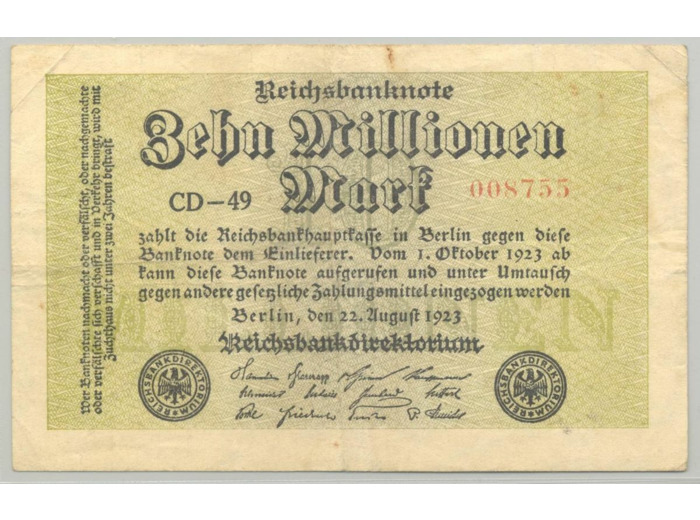 Reichsbanknote
Zehn Millionen
Mark
CD-49
008755
zahlt die Reichsbankhauptkasse in Berlin gegen diese
Banknote dem Einlieferer. Vom 1. Oktober 1923 ab
kann diese Banknote aufgerufen und unter Umtausch
gegen andere gesetzliche Zahlungsmittel eingezogen werden
Berlin, den 22. August 1923
Reichsbankdirektorium
REICHSBANKDIREKTORIUM
REICHSBANKDIREKTORIUM
Wer Banknoten nachmacht oder verfälscht, oder nachgemachte
oder verfälschte sich verschafft und in Verkehr bringt, wird mit
Zuchthaus nicht unter zwei Jahren bestraft